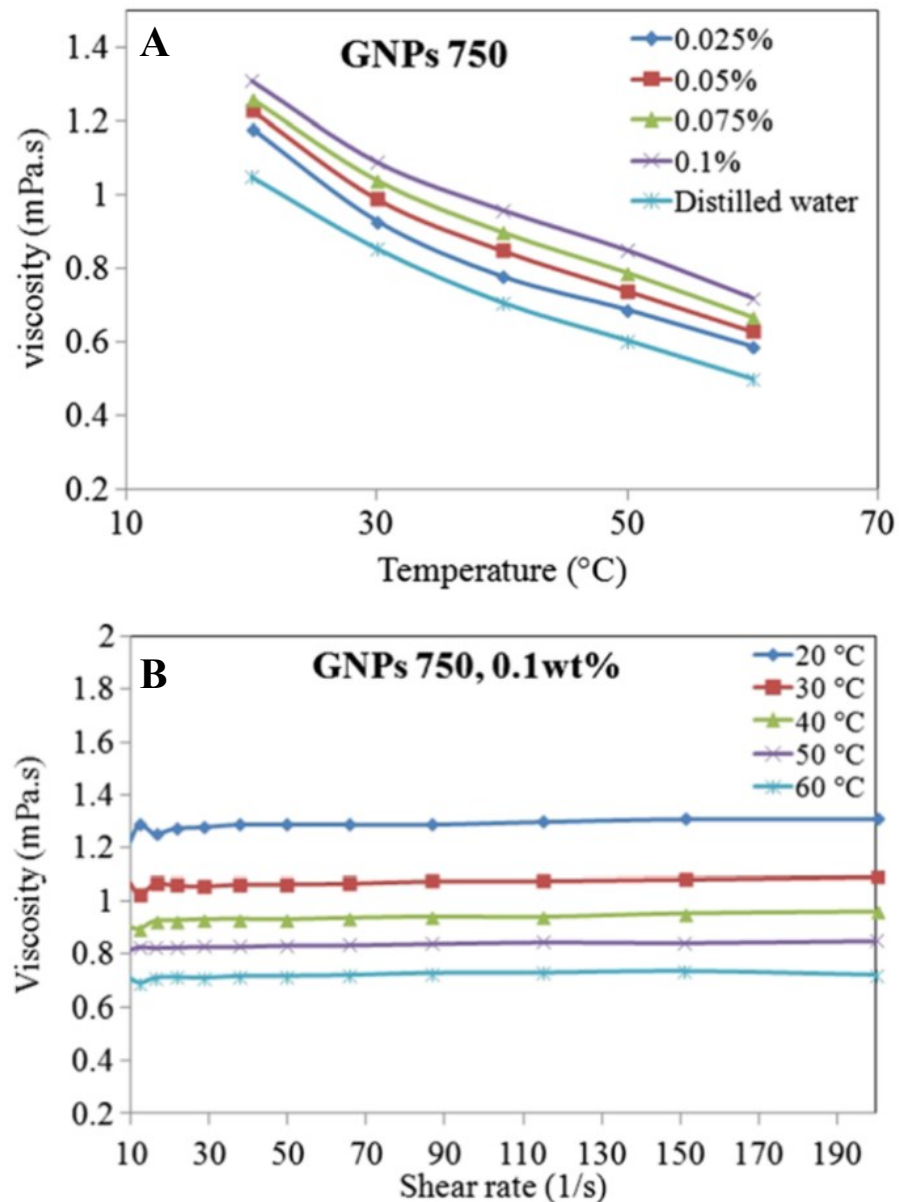 A
GNPs 750
0.025%
0.05%
0.075%
0.1%
Distilled water
1.4
1.2
1
0.8
0.6
0.4
0.2
viscosity (mPa.s)
10
30
50
70
Temperature (°C)
B
GNPs 750, 0.1wt%
20 °C
30 °C
40 °C
50 °C
60 °C
2
1.8
1.6
1.4
1.2
1
0.8
0.6
0.4
0.2
Viscosity (mPa.s)
10 30 50 70 90 110 130 150 170 190
Shear rate (1/s)